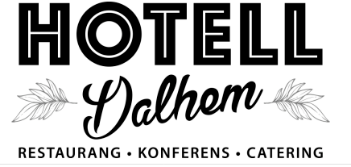 HOTELL
Dalhem
RESTAURANG • KONFERENS • CATERING